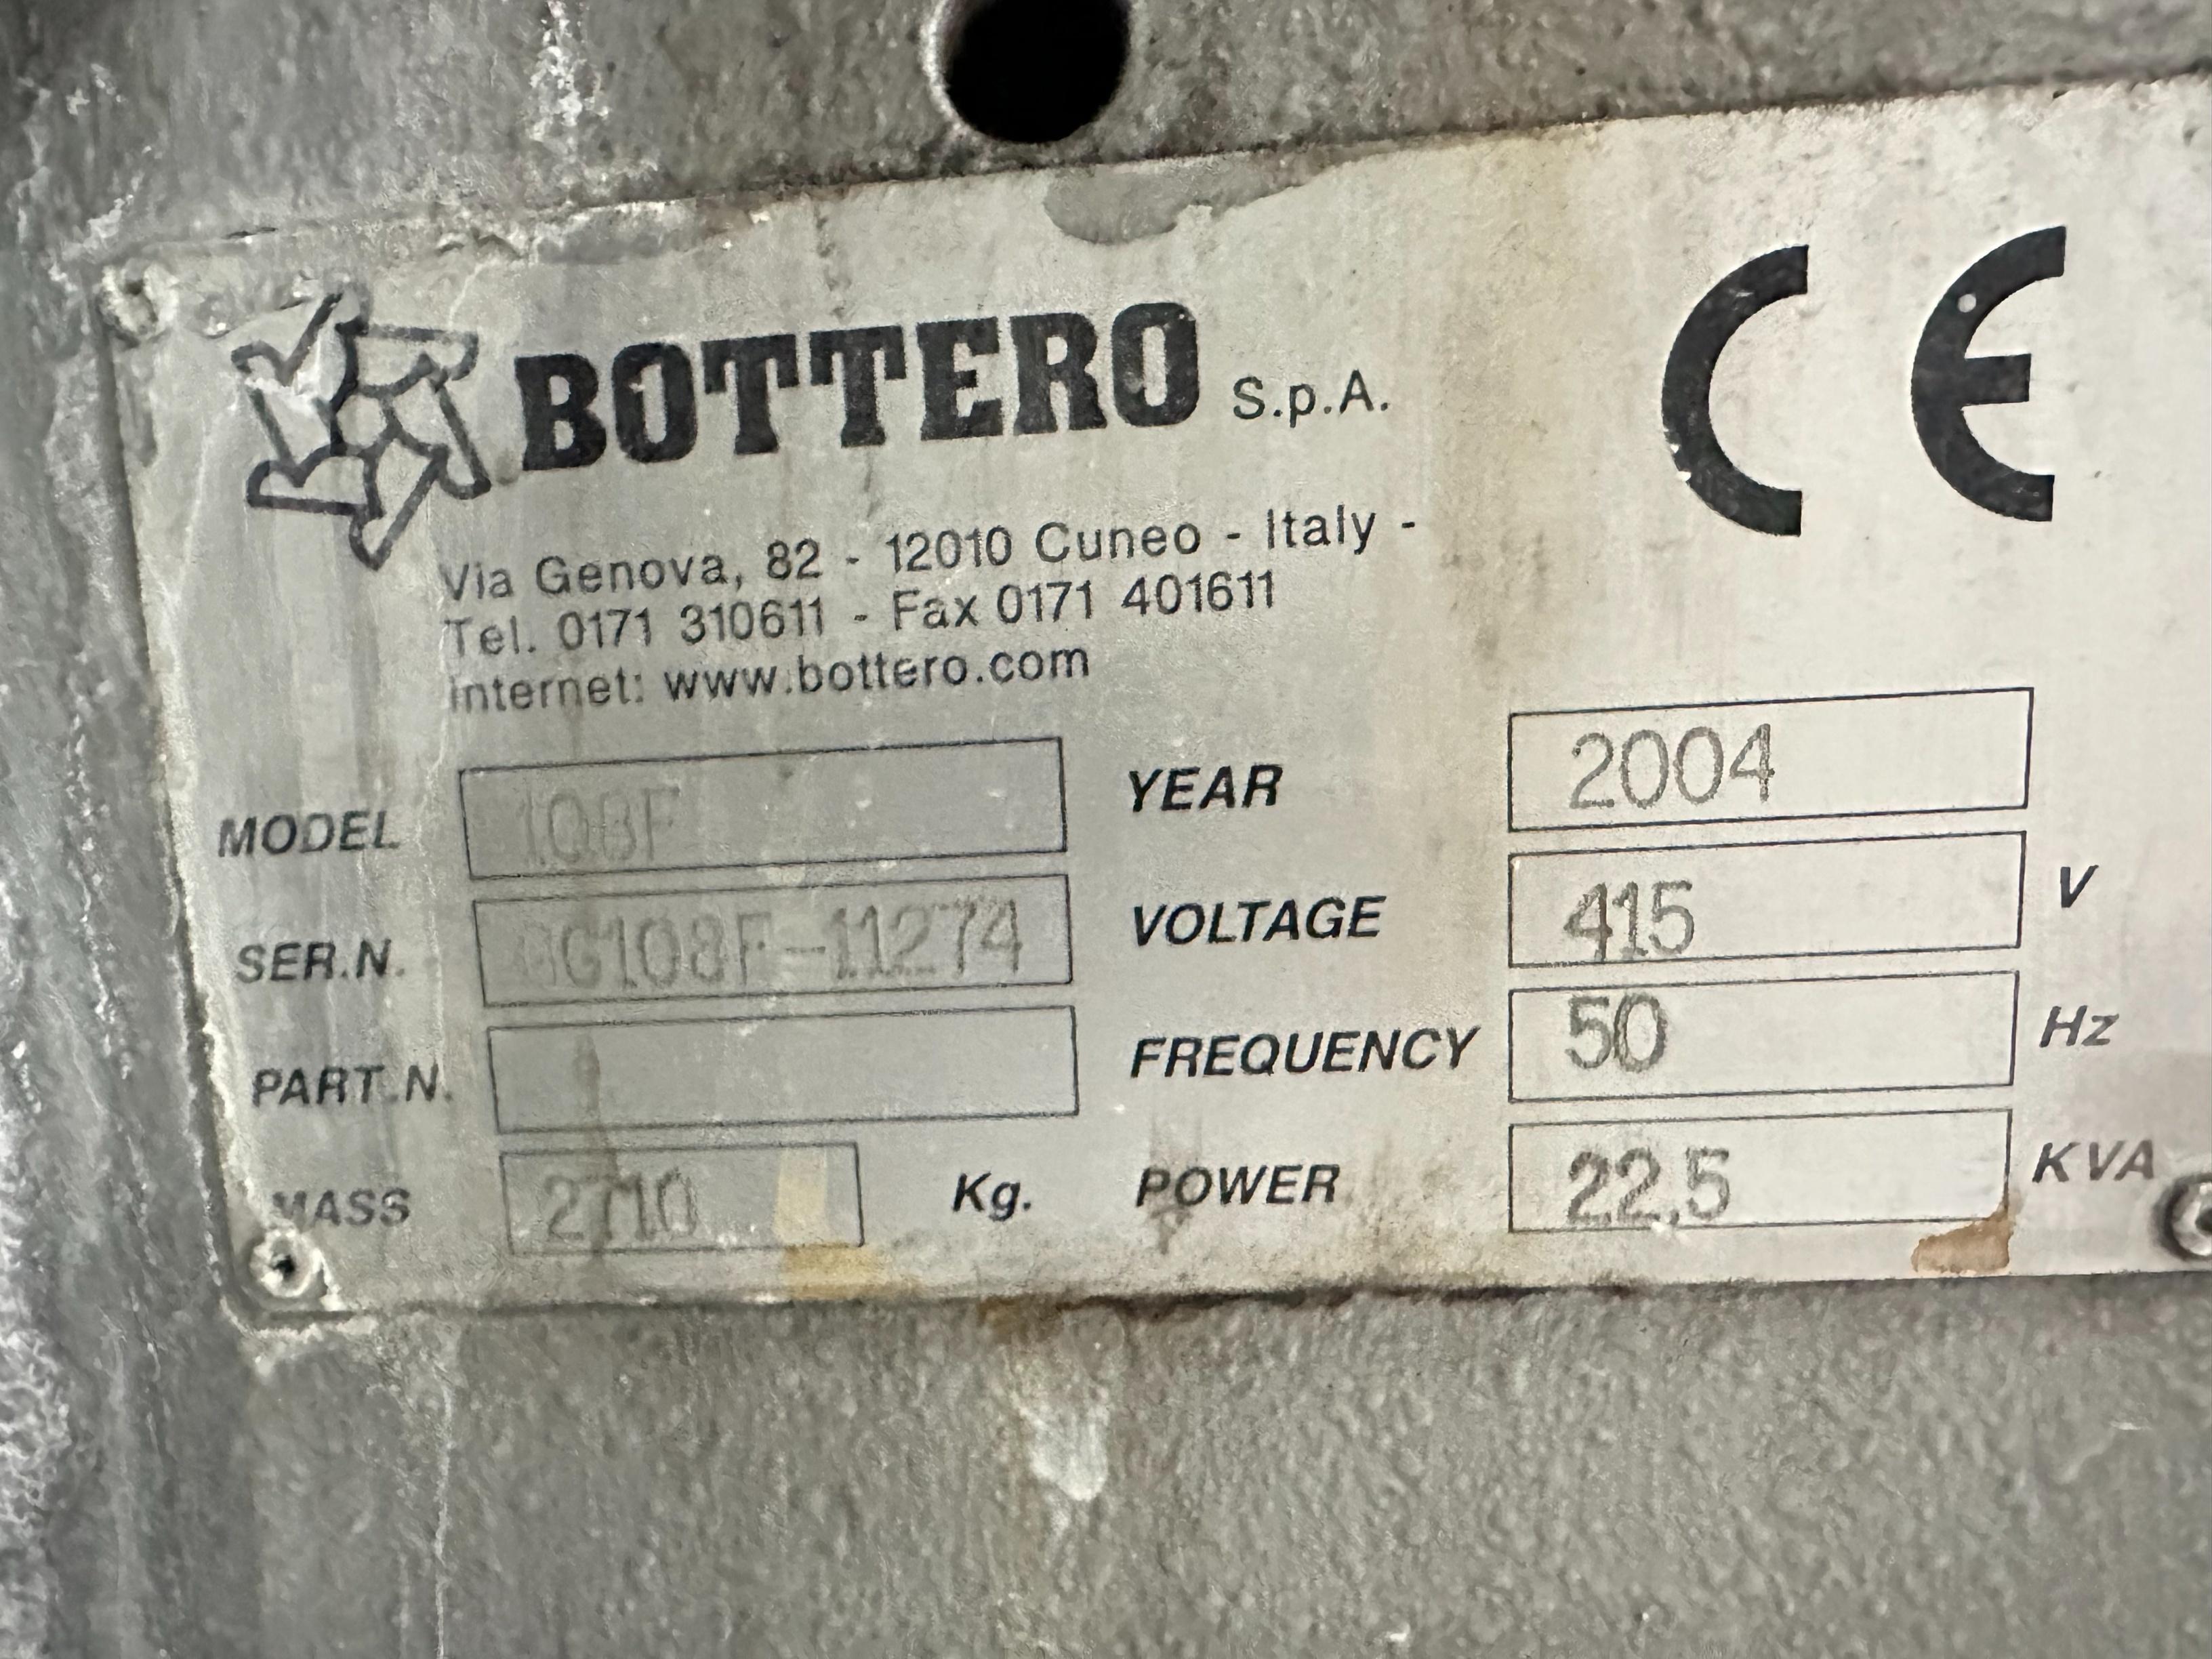 BOTTERO S.p.A.
CE
Via Genova, 82 - 12010 Cuneo - Italy -
Tel. 0171 310611 - Fax 0171 401611
Internet: www.bottero.com
MODEL 108F
YEAR 2004
SER.N.
VOLTAGE 415 V
PART.N.
FREQUENCY 50 Hz
MASS 2710 Kg.
POWER 22,5 KVA